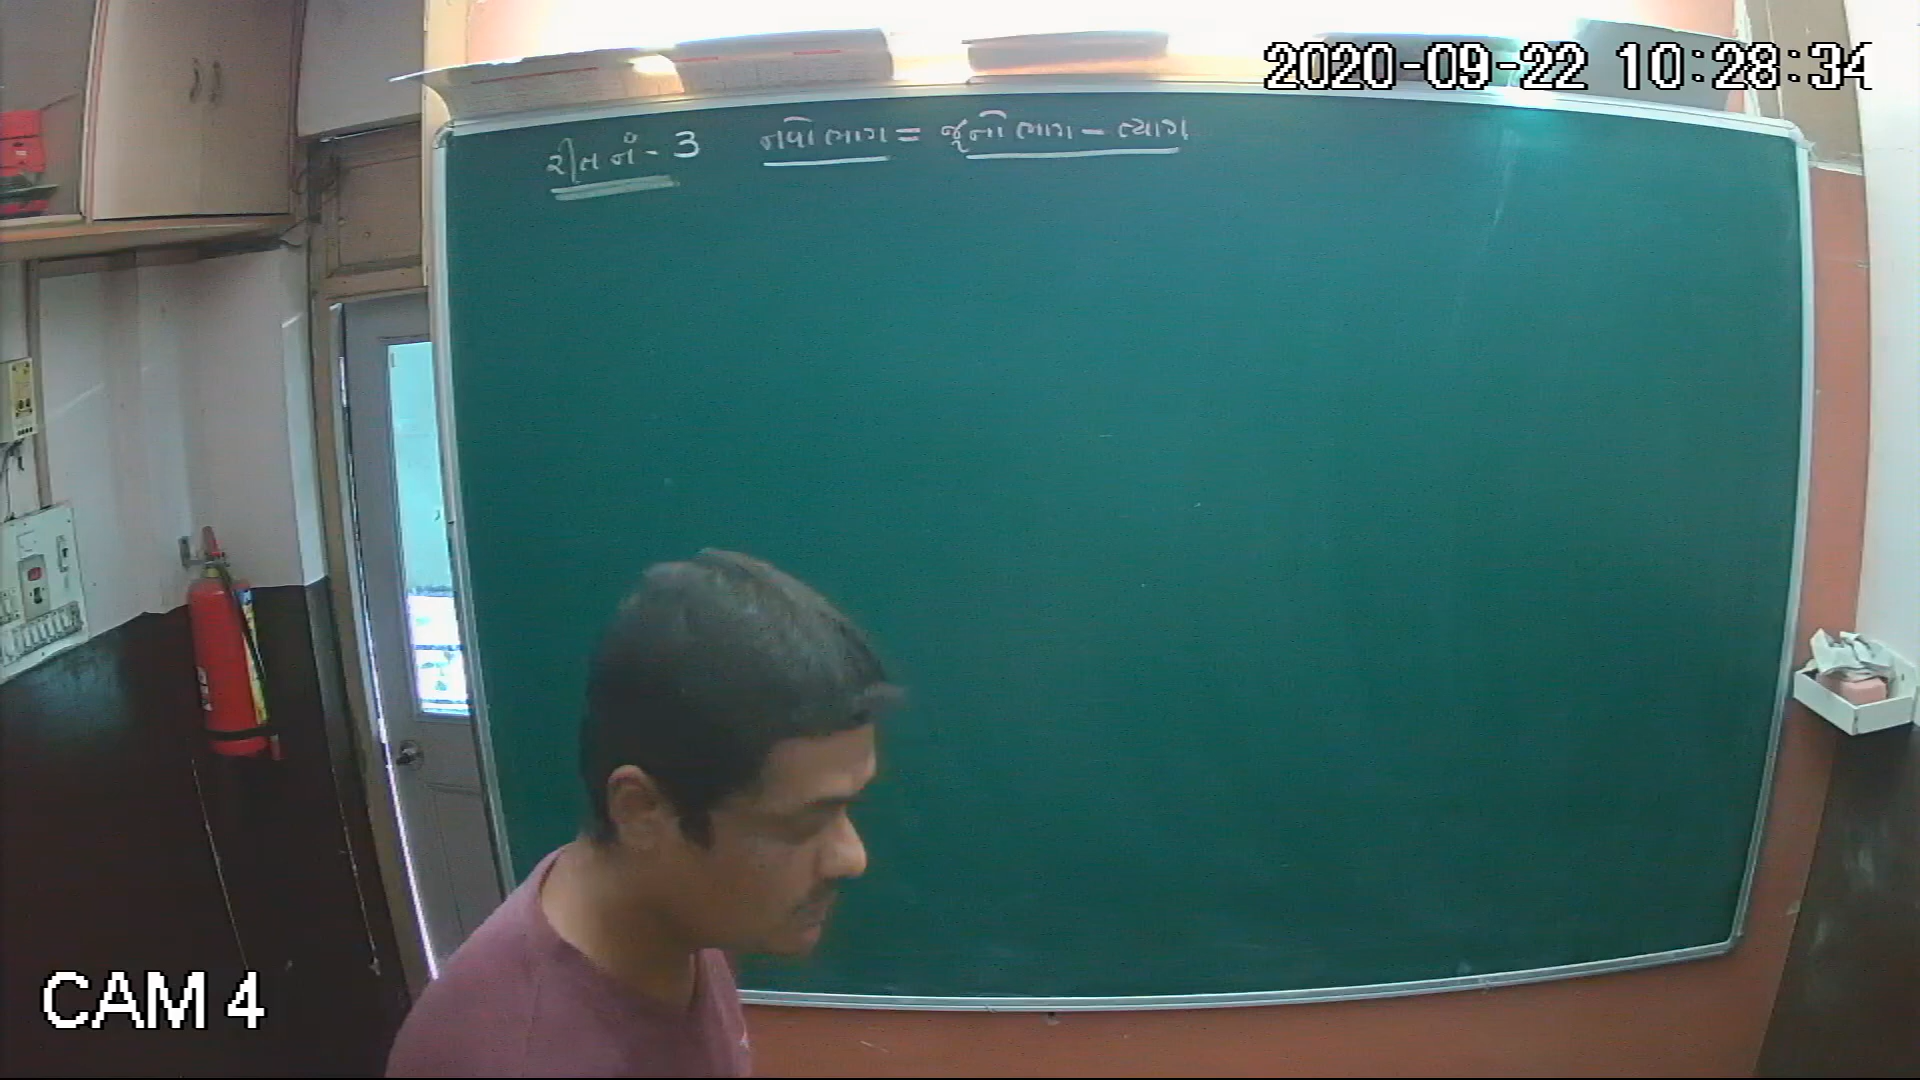 2020-09-22 10:28:34
રીત નં - 3 નવો ભાગ = જૂનો ભાગ - ત્યાગ
CAM 4